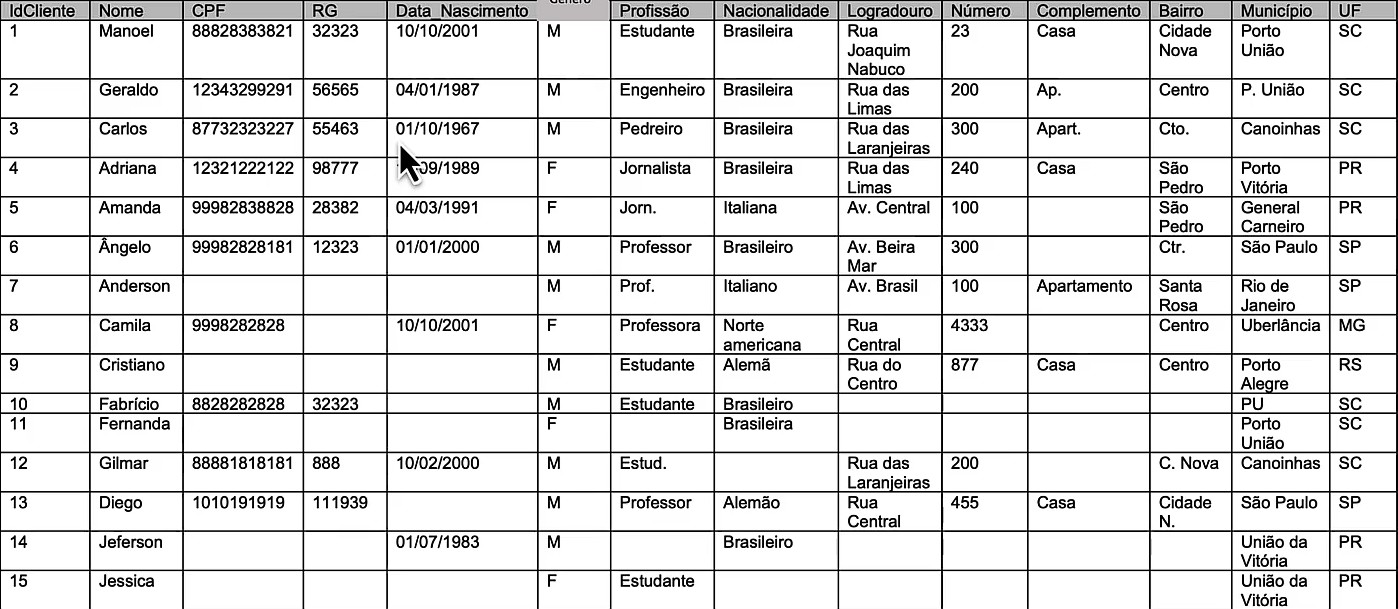 IdCliente Nome CPF RG Data_Nascimento Gênero Profissão Nacionalidade Logradouro Número Complemento Bairro Município UF
1 Manoel 88828383821 32323 10/10/2001 M Estudante Brasileira Rua 23 Casa Cidade Porto SC
Joaquim Nova União
Nabuco
2 Geraldo 12343299291 56565 04/01/1987 M Engenheiro Brasileira Rua das 200 Ap. Centro P. União SC
Limas
3 Carlos 87732323227 55463 01/10/1967 M Pedreiro Brasileira Rua das 300 Apart. Cto. Canoinhas SC
Laranjeiras
4 Adriana 12321222122 98777 /09/1989 F Jornalista Brasileira Rua das 240 Casa São Porto PR
Limas Pedro Vitória
5 Amanda 99982838828 28382 04/03/1991 F Jorn. Italiana Av. Central 100 São General PR
Pedro Carneiro
6 Ângelo 99982828181 12323 01/01/2000 M Professor Brasileiro Av. Beira 300 Ctr. São Paulo SP
Mar
7 Anderson M Prof. Italiano Av. Brasil 100 Apartamento Santa Rio de SP
Rosa Janeiro
8 Camila 9998282828 10/10/2001 F Professora Norte Rua 4333 Centro Uberlância MG
americana Central
9 Cristiano M Estudante Alemã Rua do 877 Casa Centro Porto RS
Centro Alegre
10 Fabrício 8828282828 32323 M Estudante Brasileiro PU SC
11 Fernanda F Brasileira Porto SC
União
12 Gilmar 88881818181 888 10/02/2000 M Estud. Rua das 200 C. Nova Canoinhas SC
Laranjeiras
13 Diego 1010191919 111939 M Professor Alemão Rua 455 Casa Cidade São Paulo SP
Central N.
14 Jeferson 01/07/1983 M Brasileiro União da PR
Vitória
15 Jessica F Estudante União da PR
Vitória